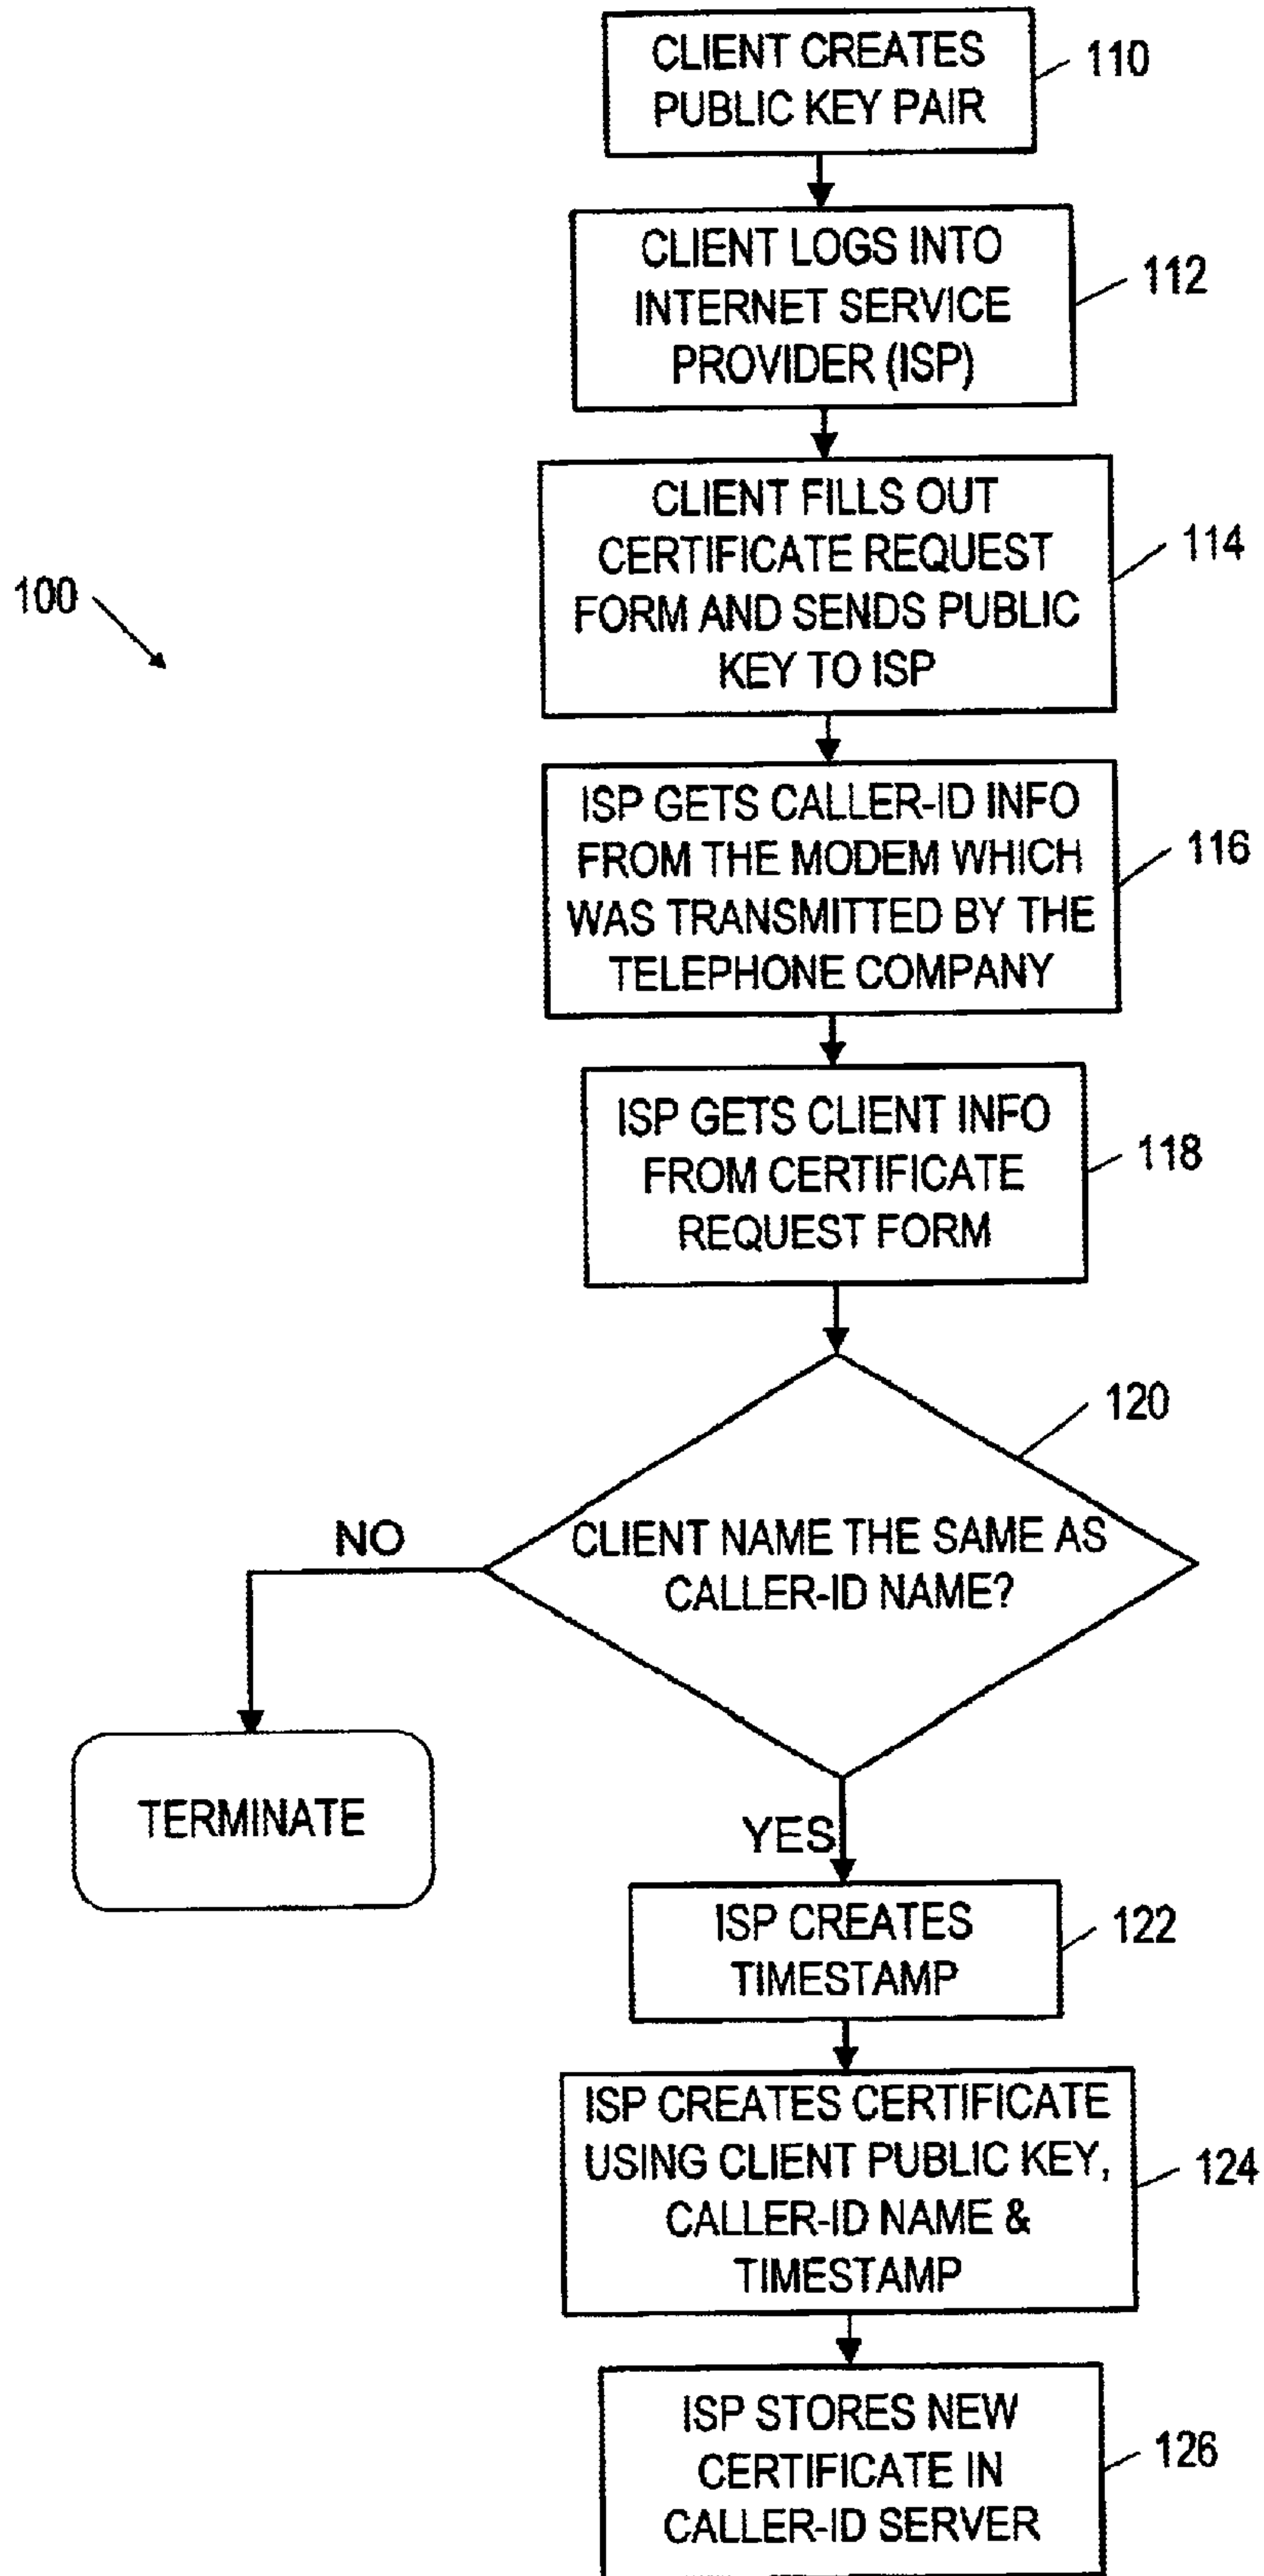 CLIENT CREATES
PUBLIC KEY PAIR
110
CLIENT LOGS INTO
INTERNET SERVICE
PROVIDER (ISP)
112
CLIENT FILLS OUT
CERTIFICATE REQUEST
FORM AND SENDS PUBLIC
KEY TO ISP
114
100
ISP GETS CALLER-ID INFO
FROM THE MODEM WHICH
WAS TRANSMITTED BY THE
TELEPHONE COMPANY
116
ISP GETS CLIENT INFO
FROM CERTIFICATE
REQUEST FORM
118
120
CLIENT NAME THE SAME AS
CALLER-ID NAME?
NO
TERMINATE
YES
ISP CREATES
TIMESTAMP
122
ISP CREATES CERTIFICATE
USING CLIENT PUBLIC KEY,
CALLER-ID NAME &
TIMESTAMP
124
ISP STORES NEW
CERTIFICATE IN
CALLER-ID SERVER
126